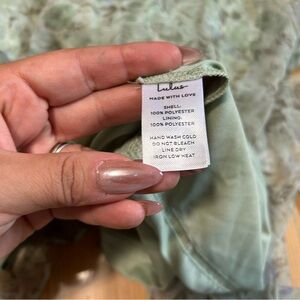 Lulus
MADE WITH LOVE
SHELL:
100% POLYESTER
LINING:
100% POLYESTER
HAND WASH COLD
DO NOT BLEACH
LINE DRY
IRON LOW HEAT